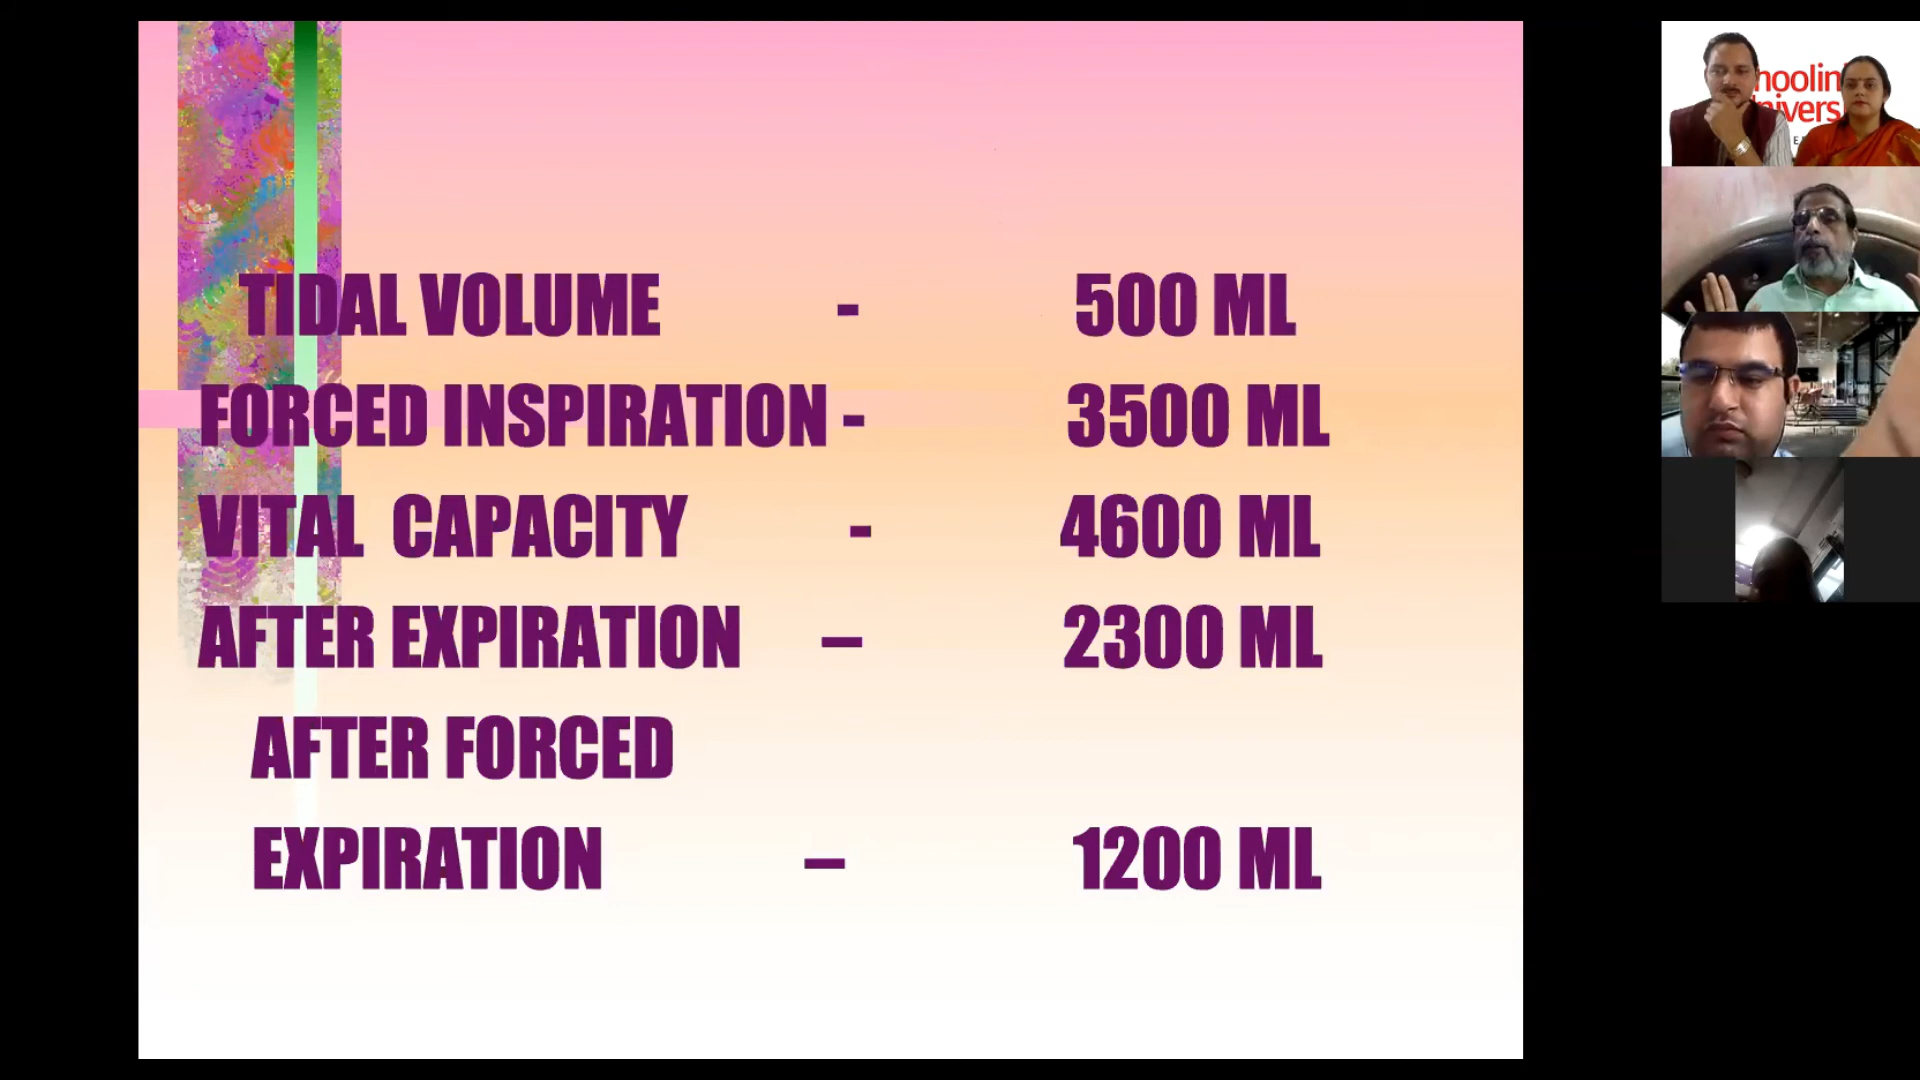 TIDAL VOLUME - 500 ML
FORCED INSPIRATION - 3500 ML
VITAL CAPACITY - 4600 ML
AFTER EXPIRATION – 2300 ML
AFTER FORCED
EXPIRATION – 1200 ML